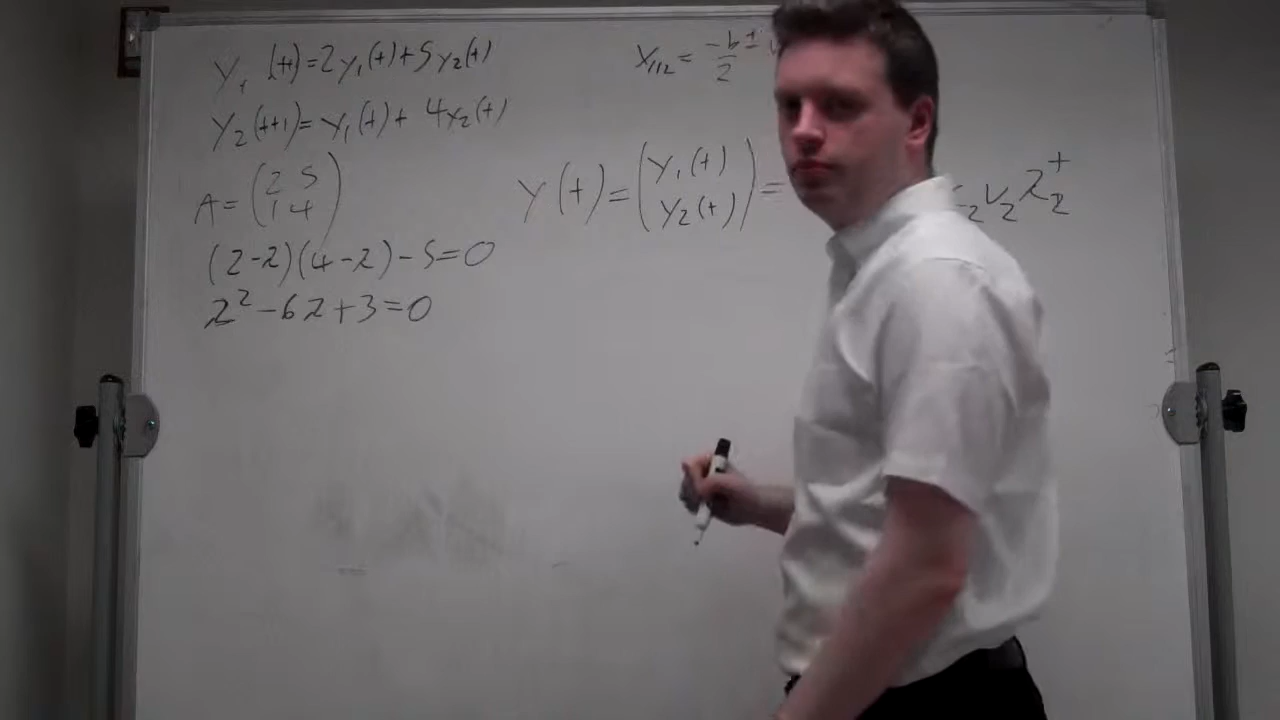 y₁ (t)=2y₁(t)+5y₂(t)
y₂(t+1)=y₁(t)+ 4y₂(t)
A=(2 5
1 4)
(2-λ)(4-λ)-5=0
λ²-6λ+3=0
x₁/₂ = -b/2 ±
y(t)=(y₁(t)
y₂(t))=
₂v₂λ₂ᵗ